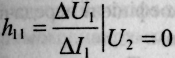 h₁₁ = ΔU₁ / ΔI₁ | U₂ = 0